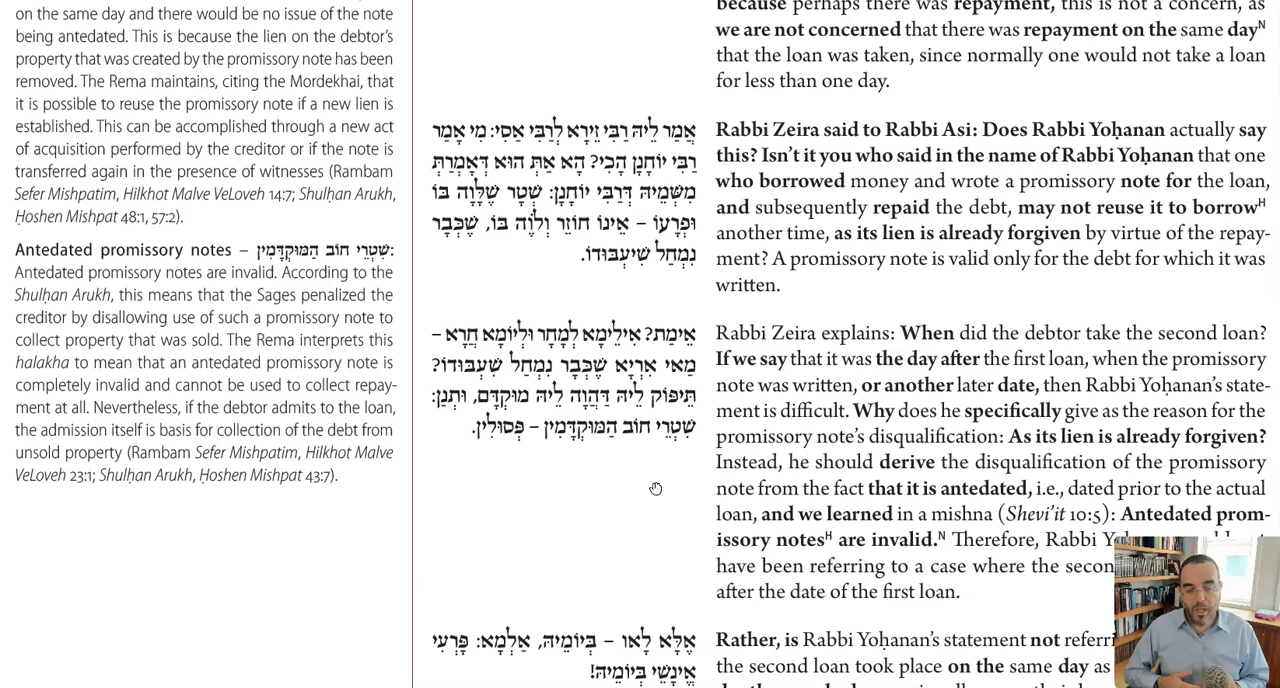 on the same day and there would be no issue of the note
being antedated. This is because the lien on the debtor's
property that was created by the promissory note has been
removed. The Rema maintains, citing the Mordekhai, that
it is possible to reuse the promissory note if a new lien is
established. This can be accomplished through a new act
of acquisition performed by the creditor or if the note is
transferred again in the presence of witnesses (Rambam
Sefer Mishpatim, Hilkhot Malve VeLoveh 14:7; Shulḥan Arukh,
Ḥoshen Mishpat 48:1, 57:2).
Antedated promissory notes – שְׁטָרֵי חוֹב הַמּוּקְדָּמִין:
Antedated promissory notes are invalid. According to the
Shulḥan Arukh, this means that the Sages penalized the
creditor by disallowing use of such a promissory note to
collect property that was sold. The Rema interprets this
halakha to mean that an antedated promissory note is
completely invalid and cannot be used to collect repay-
ment at all. Nevertheless, if the debtor admits to the loan,
the admission itself is basis for collection of the debt from
unsold property (Rambam Sefer Mishpatim, Hilkhot Malve
VeLoveh 23:1; Shulḥan Arukh, Ḥoshen Mishpat 43:7).
אֲמַר לֵיהּ רַבִּי זֵירָא לְרַבִּי אַסִי: מִי אָמַר
רַבִּי יוֹחָנָן הָכִי? הָא אַתְּ הוּא דְּאָמְרַתְּ
מִשְּׁמֵיהּ דְּרַבִּי יוֹחָנָן: שְׁטָר שֶׁלָּוָה בּוֹ
וּפְרָעוֹ – אֵינוֹ חוֹזֵר וְלֹוֶה בּוֹ, שֶׁכְּבָר
נִמְחַל שִׁיעְבּוּדוֹ.
אֵימַת? אִילֵּימָא לְמָחָר וּלְיוֹמָא חָרָא –
מַאי אִרְיָא שֶׁכְּבָר נִמְחַל שִׁעְבּוּדוֹ?
תֵּיפּוֹק לֵיהּ דַּהֲוָה לֵיהּ מוּקְדָּם, וּתְנַן:
שִׁטְרֵי חוֹב הַמּוּקְדָּמִין – פְּסוּלִין.
אֶלָּא לָאו – בְּיוֹמֵיהּ, אַלְמָא: פָּרְעִי
אֱינָשֵׁי בְּיוֹמֵיהּ!
because perhaps there was repayment, this is not a concern, as
we are not concerned that there was repayment on the same dayN
that the loan was taken, since normally one would not take a loan
for less than one day.
Rabbi Zeira said to Rabbi Asi: Does Rabbi Yoḥanan actually say
this? Isn't it you who said in the name of Rabbi Yoḥanan that one
who borrowed money and wrote a promissory note for the loan,
and subsequently repaid the debt, may not reuse it to borrowH
another time, as its lien is already forgiven by virtue of the repay-
ment? A promissory note is valid only for the debt for which it was
written.
Rabbi Zeira explains: When did the debtor take the second loan?
If we say that it was the day after the first loan, when the promissory
note was written, or another later date, then Rabbi Yoḥanan's state-
ment is difficult. Why does he specifically give as the reason for the
promissory note's disqualification: As its lien is already forgiven?
Instead, he should derive the disqualification of the promissory
note from the fact that it is antedated, i.e., dated prior to the actual
loan, and we learned in a mishna (Shevi'it 10:5): Antedated prom-
issory notesH are invalid.N Therefore, Rabbi
have been referring to a case where the
after the date of the first loan.
Rather, is Rabbi Yoḥanan's statement not
the second loan took place on the same day as